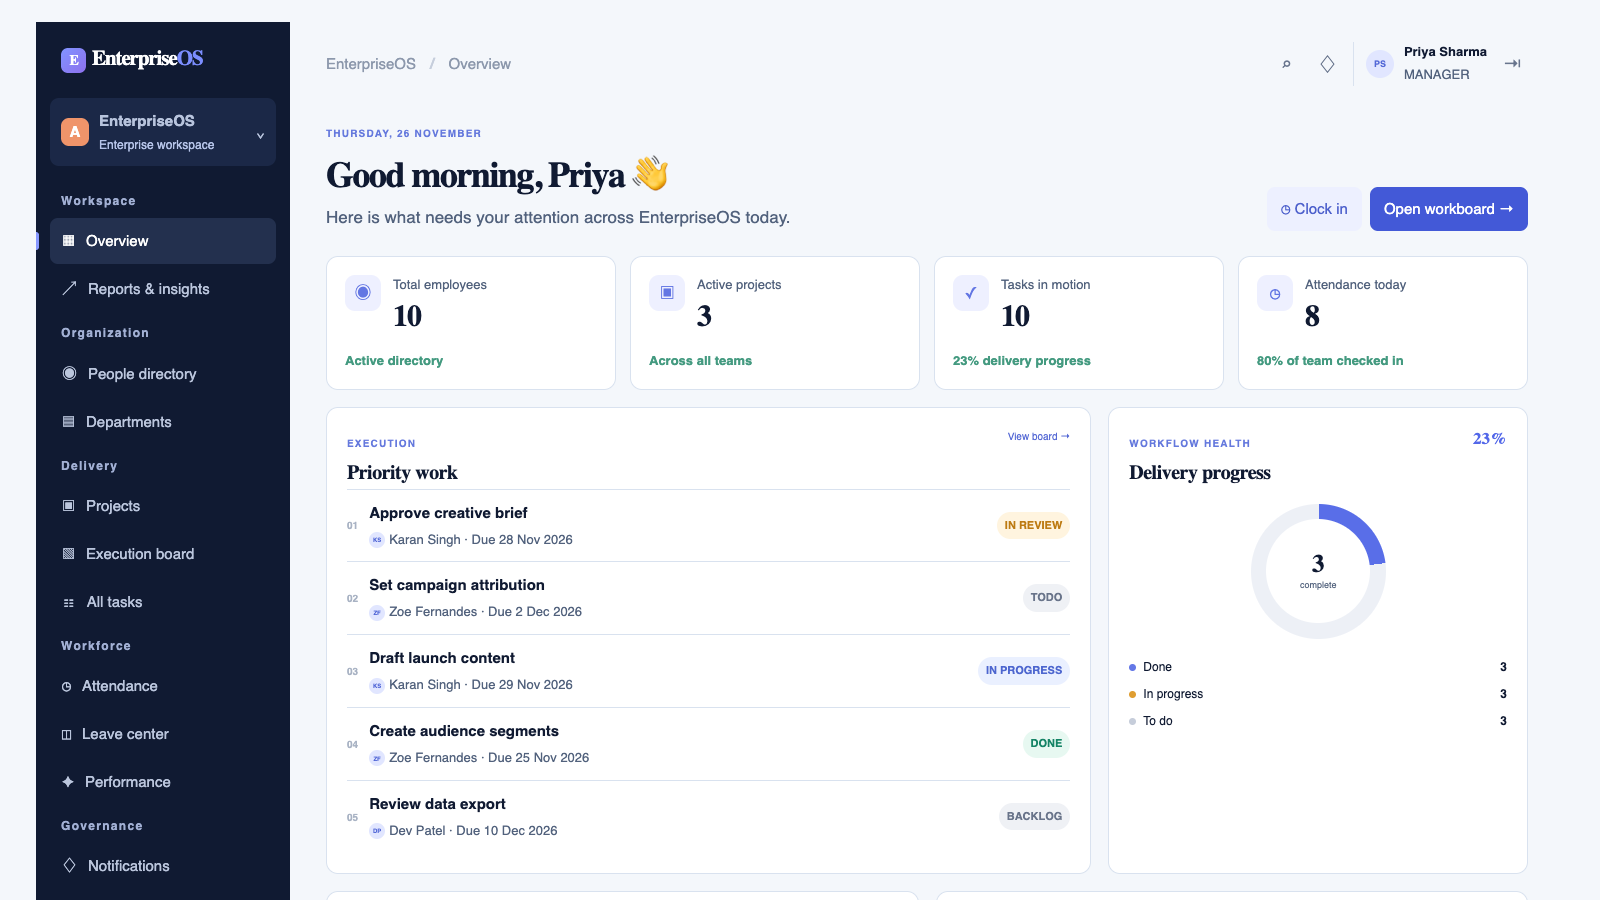 E EnterpriseOS
A EnterpriseOS
Enterprise workspace
Workspace
Overview
Reports & insights
Organization
People directory
Departments
Delivery
Projects
Execution board
All tasks
Workforce
Attendance
Leave center
Performance
Governance
Notifications
EnterpriseOS / Overview
PS Priya Sharma
MANAGER
THURSDAY, 26 NOVEMBER
Good morning, Priya 👋
Here is what needs your attention across EnterpriseOS today.
Clock in
Open workboard →
Total employees
10
Active directory
Active projects
3
Across all teams
Tasks in motion
10
23% delivery progress
Attendance today
8
80% of team checked in
EXECUTION
View board →
Priority work
01 Approve creative brief
KS Karan Singh · Due 28 Nov 2026
IN REVIEW
02 Set campaign attribution
ZF Zoe Fernandes · Due 2 Dec 2026
TODO
03 Draft launch content
KS Karan Singh · Due 29 Nov 2026
IN PROGRESS
04 Create audience segments
ZF Zoe Fernandes · Due 25 Nov 2026
DONE
05 Review data export
DP Dev Patel · Due 10 Dec 2026
BACKLOG
WORKFLOW HEALTH
23%
Delivery progress
3
complete
Done 3
In progress 3
To do 3